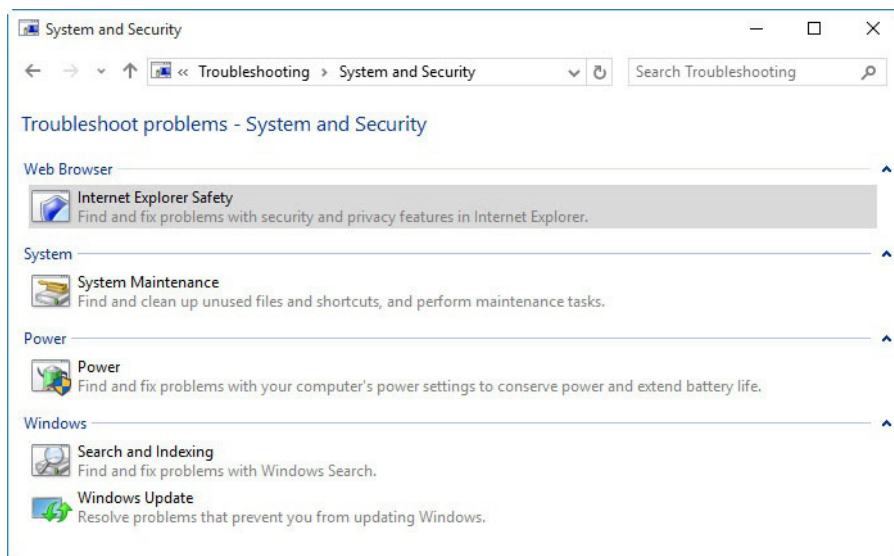 System and Security
« Troubleshooting › System and Security
Search Troubleshooting
Troubleshoot problems - System and Security
Web Browser
Internet Explorer Safety
Find and fix problems with security and privacy features in Internet Explorer.
System
System Maintenance
Find and clean up unused files and shortcuts, and perform maintenance tasks.
Power
Power
Find and fix problems with your computer's power settings to conserve power and extend battery life.
Windows
Search and Indexing
Find and fix problems with Windows Search.
Windows Update
Resolve problems that prevent you from updating Windows.